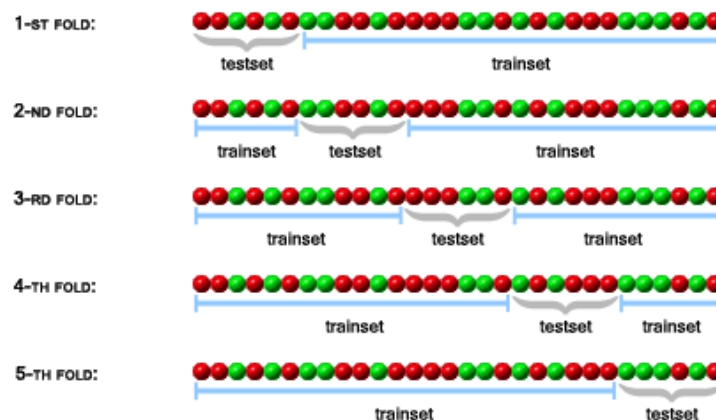 1-ST FOLD:
testset trainset
2-ND FOLD:
trainset testset trainset
3-RD FOLD:
trainset testset trainset
4-TH FOLD:
trainset testset trainset
5-TH FOLD:
trainset testset